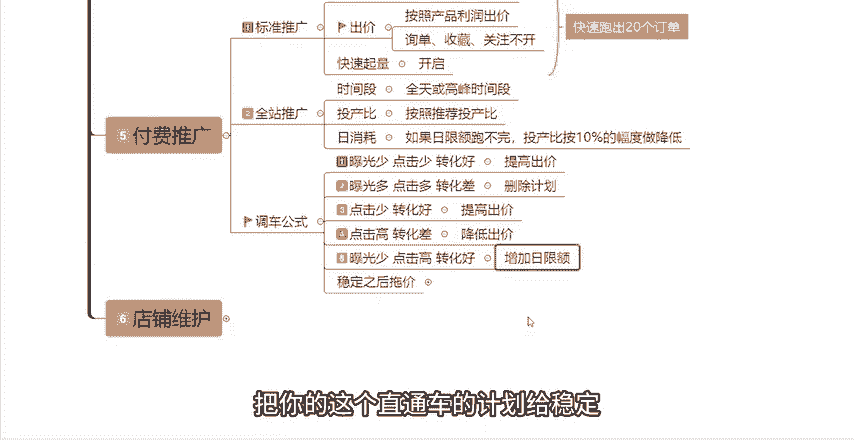 按照产品利润出价
1 标准推广
出价
询单、收藏、关注不开
快速跑出20个订单
快速起量
开启
时间段
全天或高峰时间段
2 全站推广
投产比
按照推荐投产比
5 付费推广
日消耗
如果日限额跑不完，投产比按10%的幅度做降低
1 曝光少 点击少 转化好
提高出价
2 曝光多 点击多 转化差
删除计划
3 点击少 转化好
提高出价
调车公式
4 点击高 转化差
降低出价
5 曝光少 点击高 转化好
增加日限额
稳定之后拖价
6 店铺维护
把你的这个直通车的计划给稳定